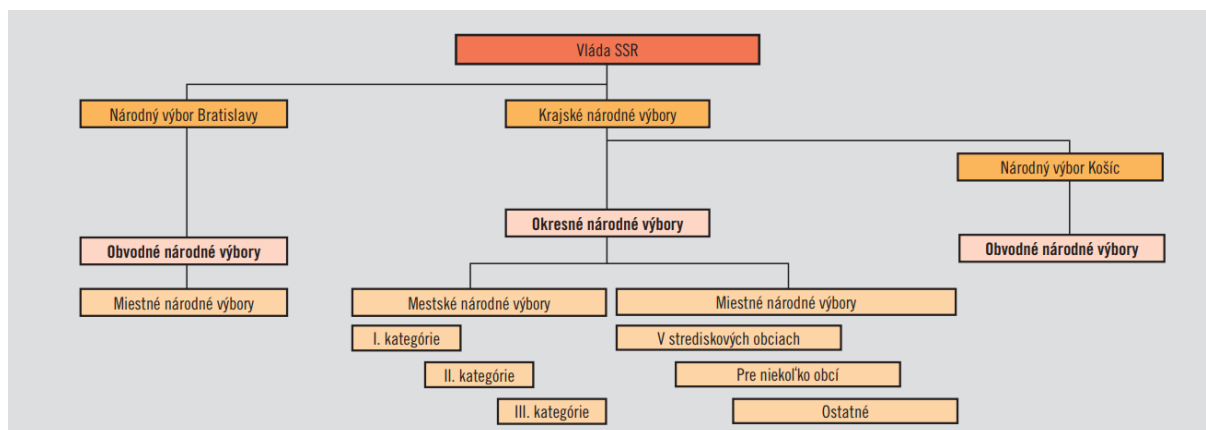 Vláda SSR
Národný výbor Bratislavy
Krajské národné výbory
Národný výbor Košíc
Okresné národné výbory
Obvodné národné výbory
Obvodné národné výbory
Miestné národné výbory
Mestské národné výbory
Miestné národné výbory
I. kategórie
V strediskových obciach
II. kategórie
Pre niekoľko obcí
III. kategórie
Ostatné